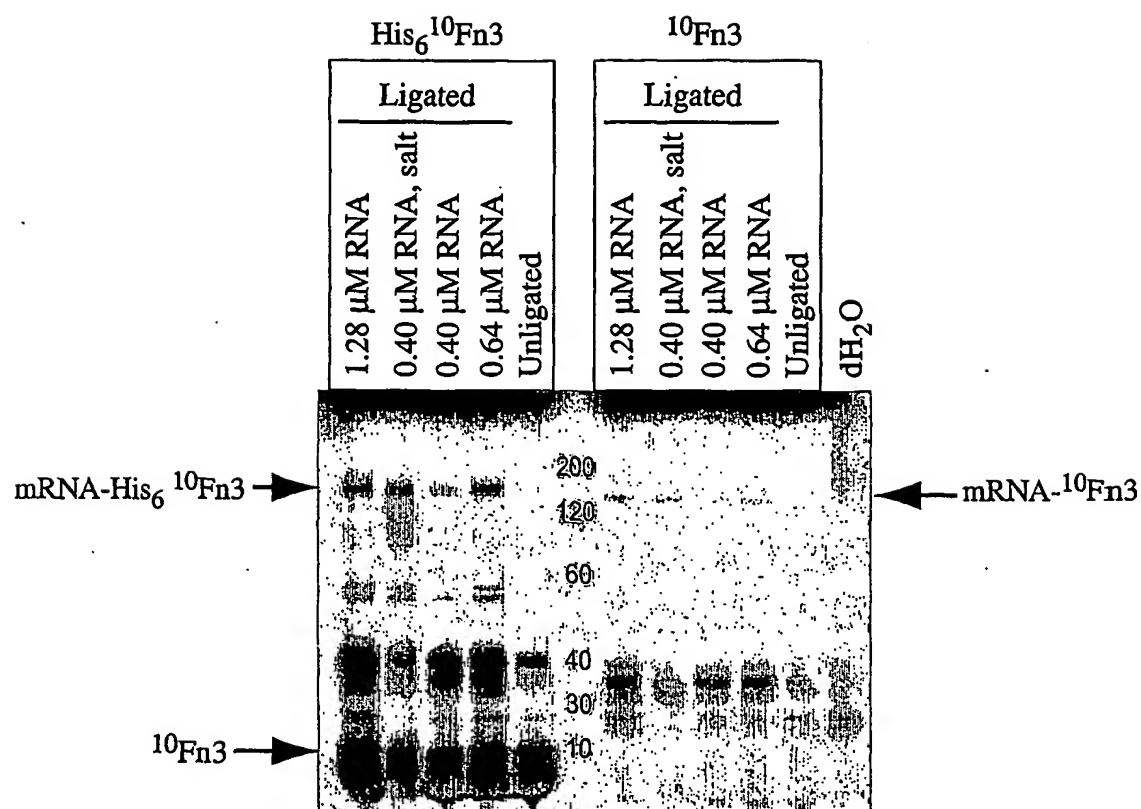 His₆¹⁰Fn3
¹⁰Fn3
Ligated
Ligated
1.28 µM RNA
0.40 µM RNA, salt
0.40 µM RNA
0.64 µM RNA
Unligated
1.28 µM RNA
0.40 µM RNA, salt
0.40 µM RNA
0.64 µM RNA
Unligated
dH₂O
mRNA-His₆ ¹⁰Fn3
mRNA-¹⁰Fn3
200
120
60
40
30
10
¹⁰Fn3